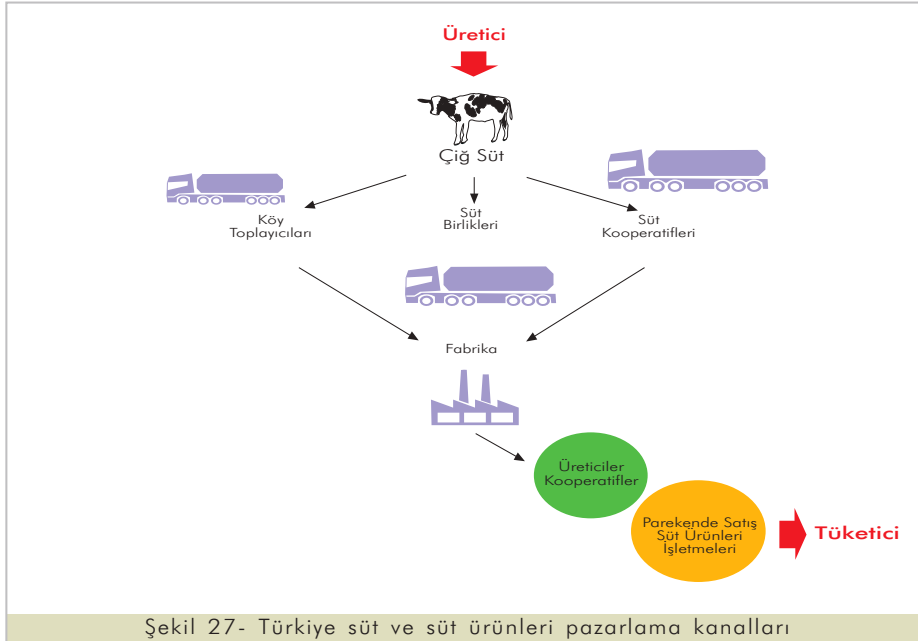 Üretici
Çiğ Süt
Köy
Toplayıcıları
Süt
Birlikleri
Süt
Kooperatifleri
Fabrika
Üreticiler
Kooperatifler
Parekende Satış
Süt Ürünleri
İşletmeleri
Tüketici
Şekil 27- Türkiye süt ve süt ürünleri pazarlama kanalları